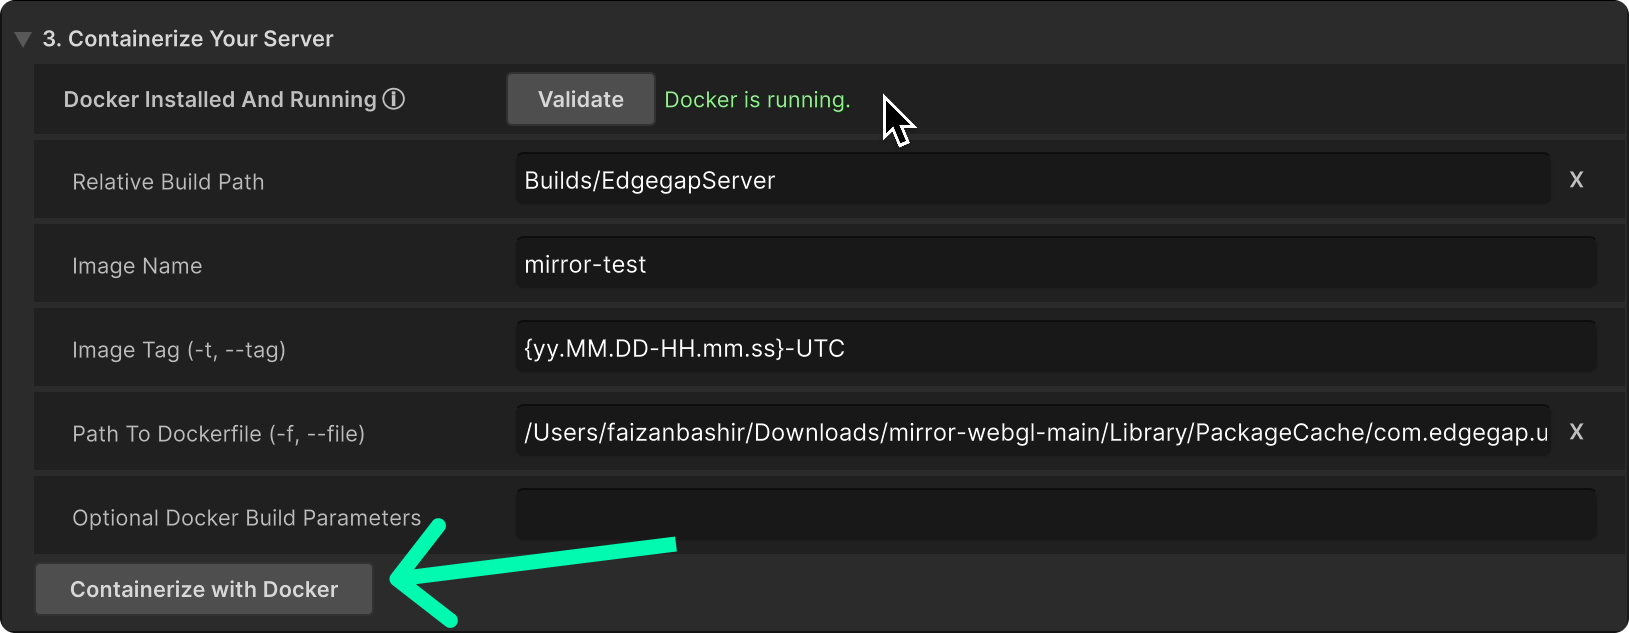 3. Containerize Your Server
Docker Installed And Running
Validate
Docker is running.
Relative Build Path
Builds/EdgegapServer
X
Image Name
mirror-test
Image Tag (-t, --tag)
{yy.MM.DD-HH.mm.ss}-UTC
Path To Dockerfile (-f, --file)
/Users/faizanbashir/Downloads/mirror-webgl-main/Library/PackageCache/com.edgegap.u
X
Optional Docker Build Parameters
Containerize with Docker